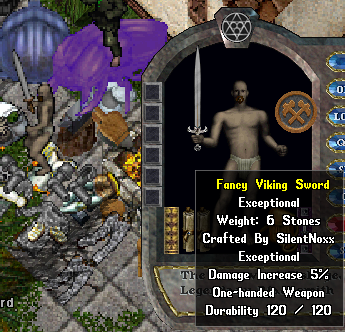 Fancy Viking Sword
Exceptional
Weight: 6 Stones
Crafted By SilentNoxx
Exceptional
Damage Increase 5%
One-handed Weapon
Durability 120 / 120